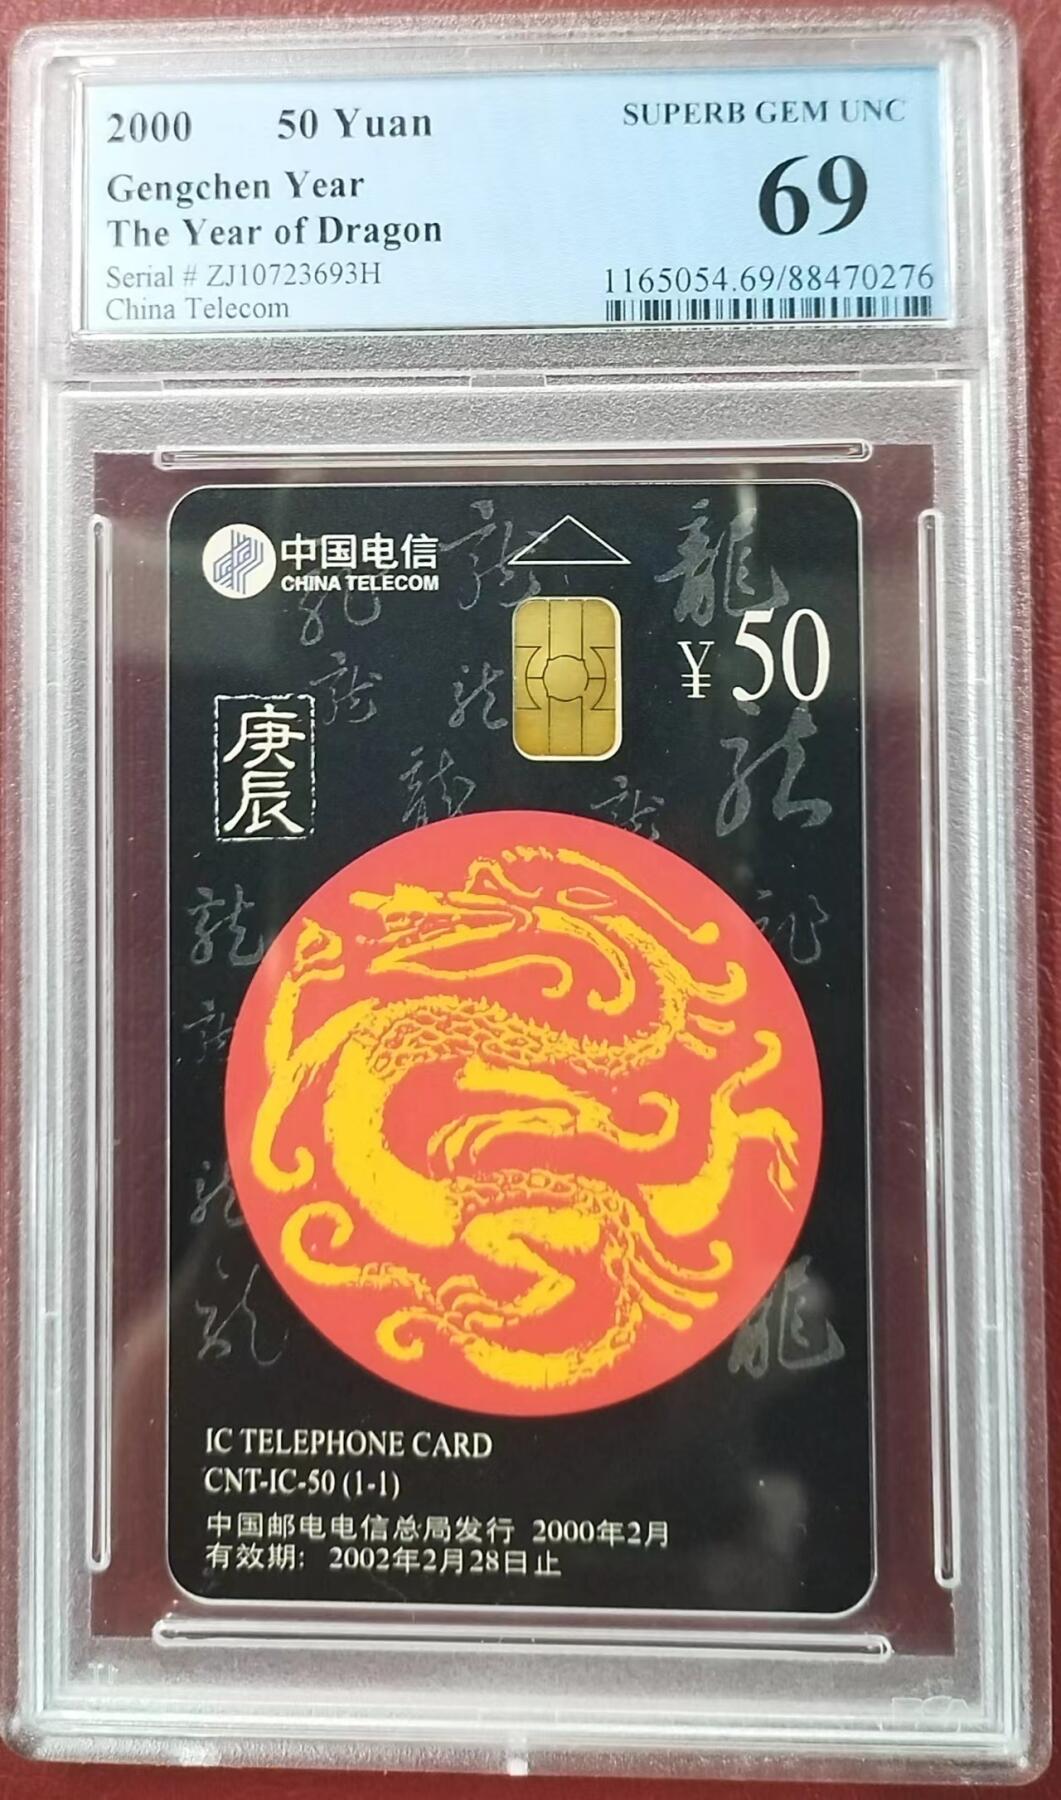 2000 50 Yuan
SUPERB GEM UNC
Gengchen Year
69
The Year of Dragon
Serial # ZJ10723693H
1165054.69/88470276
China Telecom
中国电信
CHINA TELECOM
¥50
庚辰
龍
龍
IC TELEPHONE CARD
CNT-IC-50 (1-1)
中国邮电电信总局发行 2000年2月
有效期: 2002年2月28日止